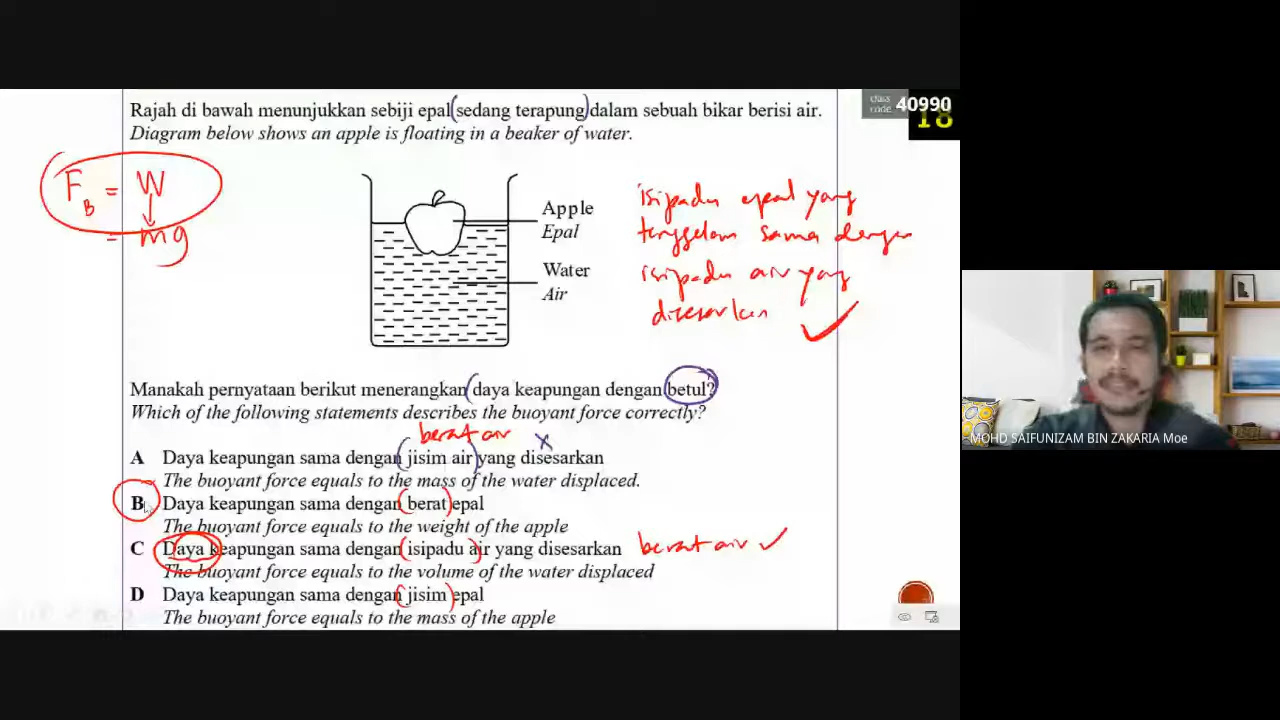 Rajah di bawah menunjukkan sebiji epal (sedang terapung) dalam sebuah bikar berisi air.
Diagram below shows an apple is floating in a beaker of water.
class code 40990
18
F_B = W
= mg
Apple
Epal
Water
Air
isipadu epal yang
tenggelam sama dengan
isipadu air yang
disesarkan
Manakah pernyataan berikut menerangkan (daya keapungan dengan betul?
Which of the following statements describes the buoyant force correctly?
berat air
A Daya keapungan sama dengan (jisim air) yang disesarkan
The buoyant force equals to the mass of the water displaced.
B Daya keapungan sama dengan (berat) epal
The buoyant force equals to the weight of the apple
C Daya keapungan sama dengan (isipadu air) yang disesarkan berat air ✓
The buoyant force equals to the volume of the water displaced
D Daya keapungan sama dengan (jisim) epal
The buoyant force equals to the mass of the apple
MOHD SAIFUNIZAM BIN ZAKARIA Moe